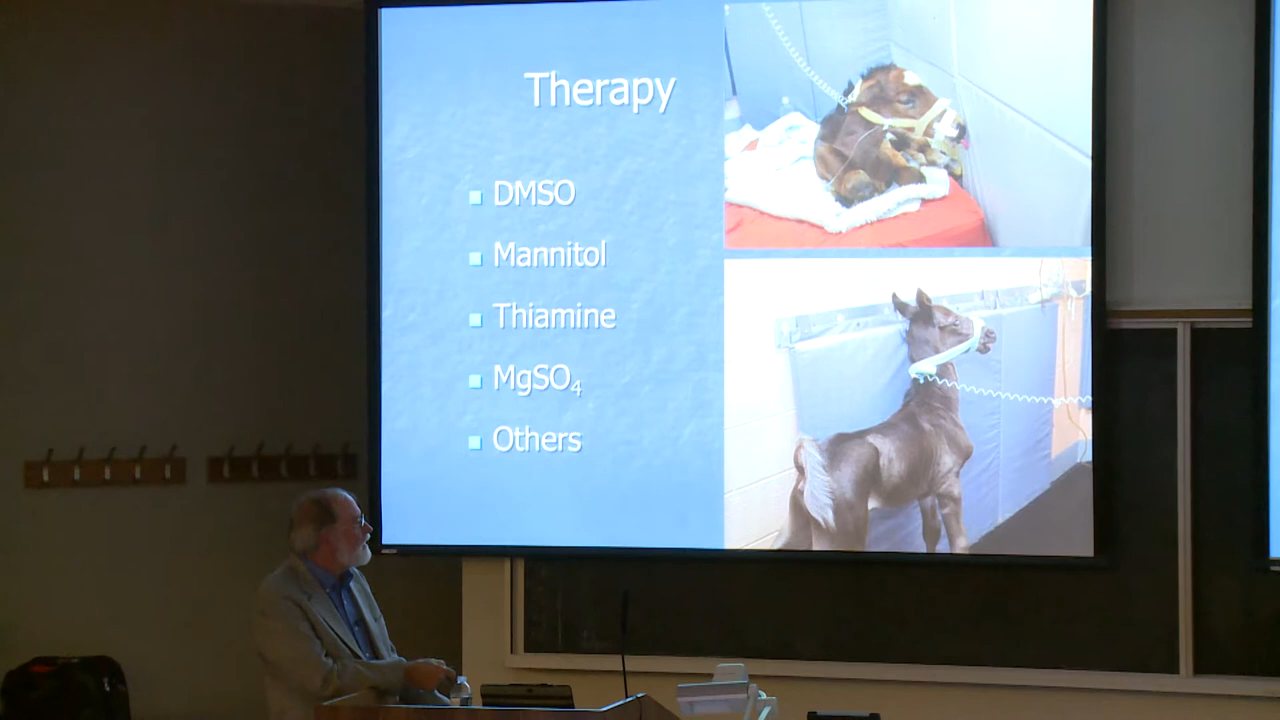 Therapy
DMSO
Mannitol
Thiamine
MgSO₄
Others